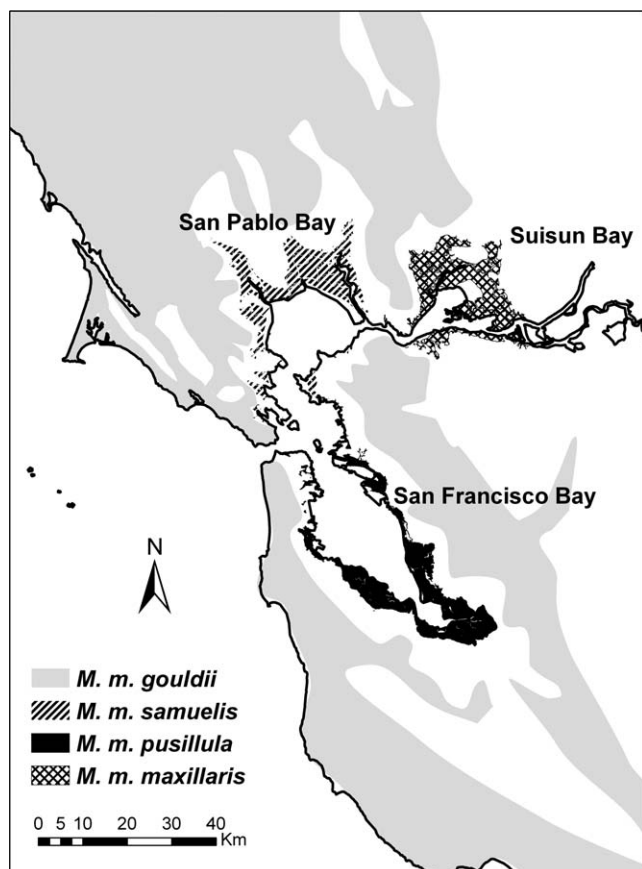 San Pablo Bay
Suisun Bay
San Francisco Bay
N
M. m. gouldii
M. m. samuelis
M. m. pusillula
M. m. maxillaris
0 5 10 20 30 40
Km